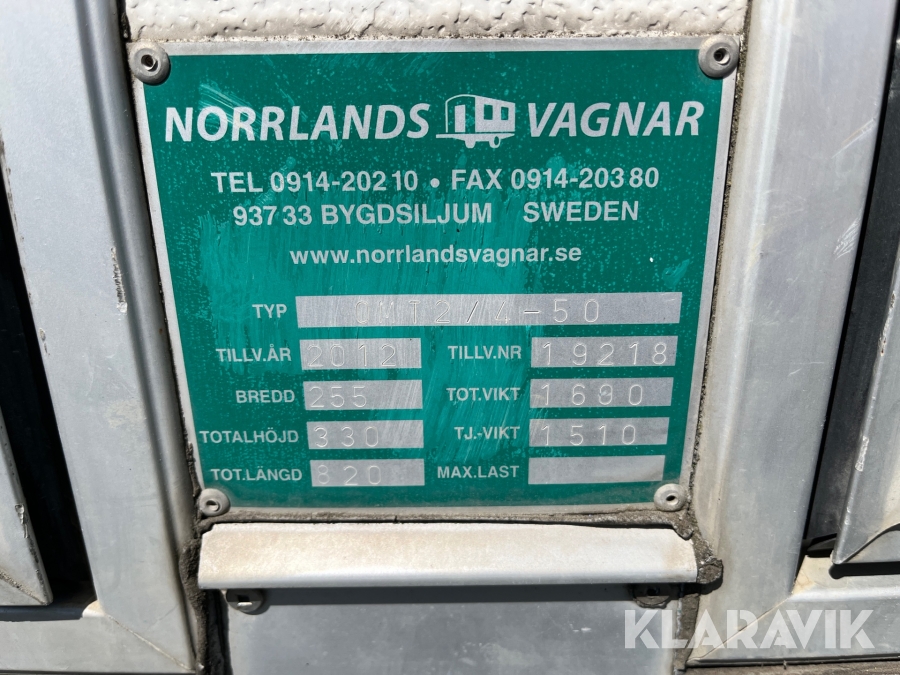 NORRLANDS VAGNAR
TEL 0914-202 10 • FAX 0914-203 80
937 33 BYGDSILJUM SWEDEN
www.norrlandsvagnar.se
TYP OMT2/4-50
TILLV.ÅR 2012 TILLV.NR 19218
BREDD 255 TOT.VIKT 1680
TOTALHÖJD 330 TJ.-VIKT 1510
TOT.LÄNGD 820 MAX.LAST
KLARAVIK